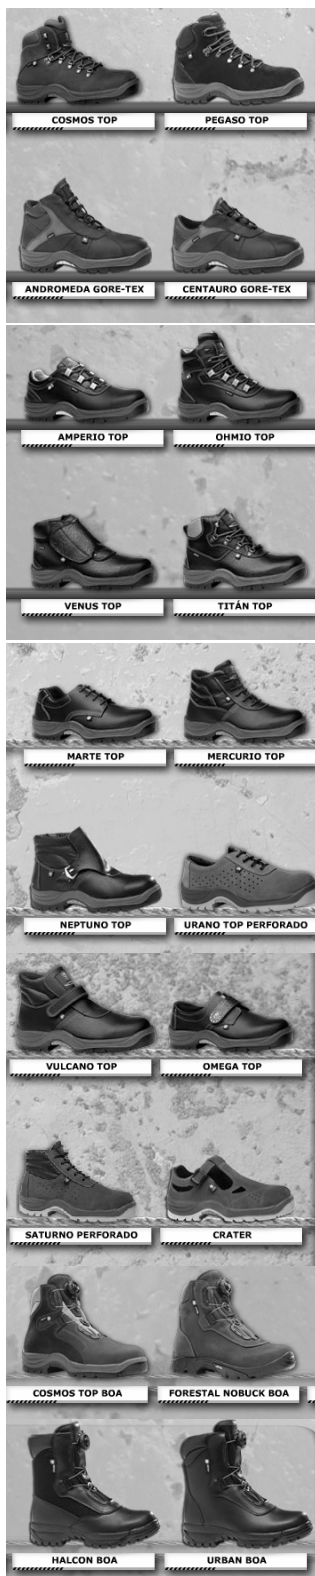 COSMOS TOP
PEGASO TOP
ANDROMEDA GORE-TEX
CENTAURO GORE-TEX
AMPERIO TOP
OHMIO TOP
VENUS TOP
TITÁN TOP
MARTE TOP
MERCURIO TOP
NEPTUNO TOP
URANO TOP PERFORADO
VULCANO TOP
OMEGA TOP
SATURNO PERFORADO
CRATER
COSMOS TOP BOA
FORESTAL NOBUCK BOA
HALCON BOA
URBAN BOA